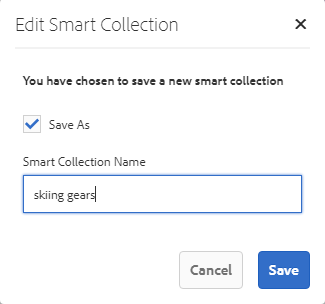 Edit Smart Collection
You have chosen to save a new smart collection
Save As
Smart Collection Name
skiing gears
Cancel Save